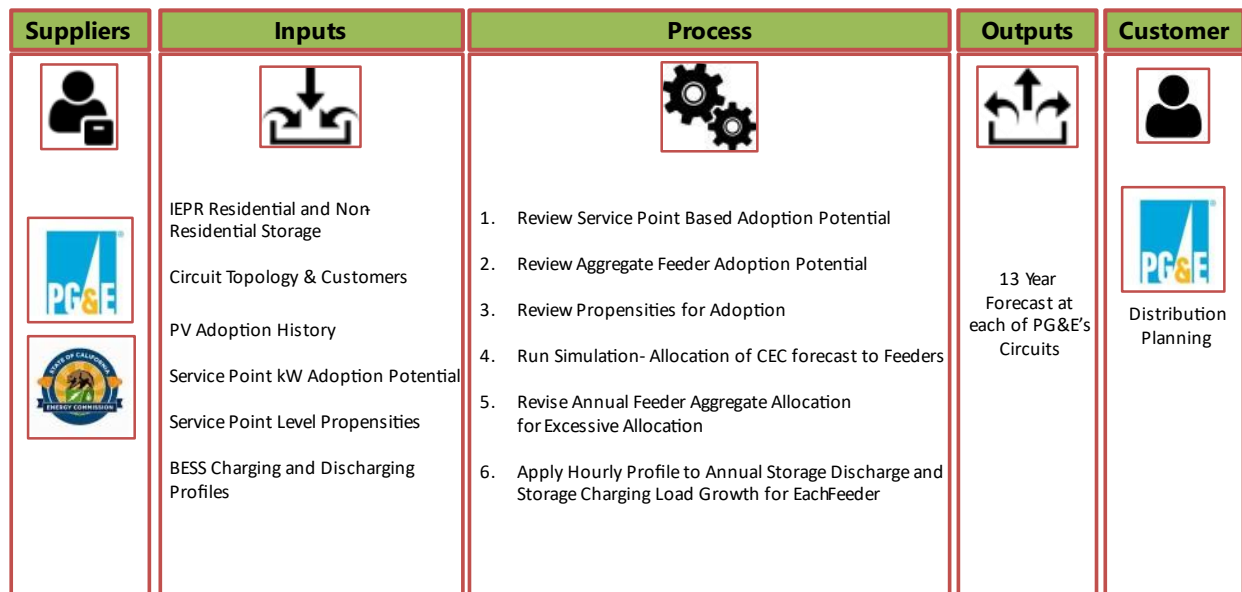 Suppliers
Inputs
Process
Outputs
Customer
PG&E
STATE OF CALIFORNIA
ENERGY COMMISSION
IEPR Residential and Non-
Residential Storage
Circuit Topology & Customers
PV Adoption History
Service Point kW Adoption Potential
Service Point Level Propensities
BESS Charging and Discharging
Profiles
1. Review Service Point Based Adoption Potential
2. Review Aggregate Feeder Adoption Potential
3. Review Propensities for Adoption
4. Run Simulation- Allocation of CEC forecast to Feeders
5. Revise Annual Feeder Aggregate Allocation
for Excessive Allocation
6. Apply Hourly Profile to Annual Storage Discharge and
Storage Charging Load Growth for EachFeeder
13 Year
Forecast at
each of PG&E's
Circuits
PG&E
Distribution
Planning